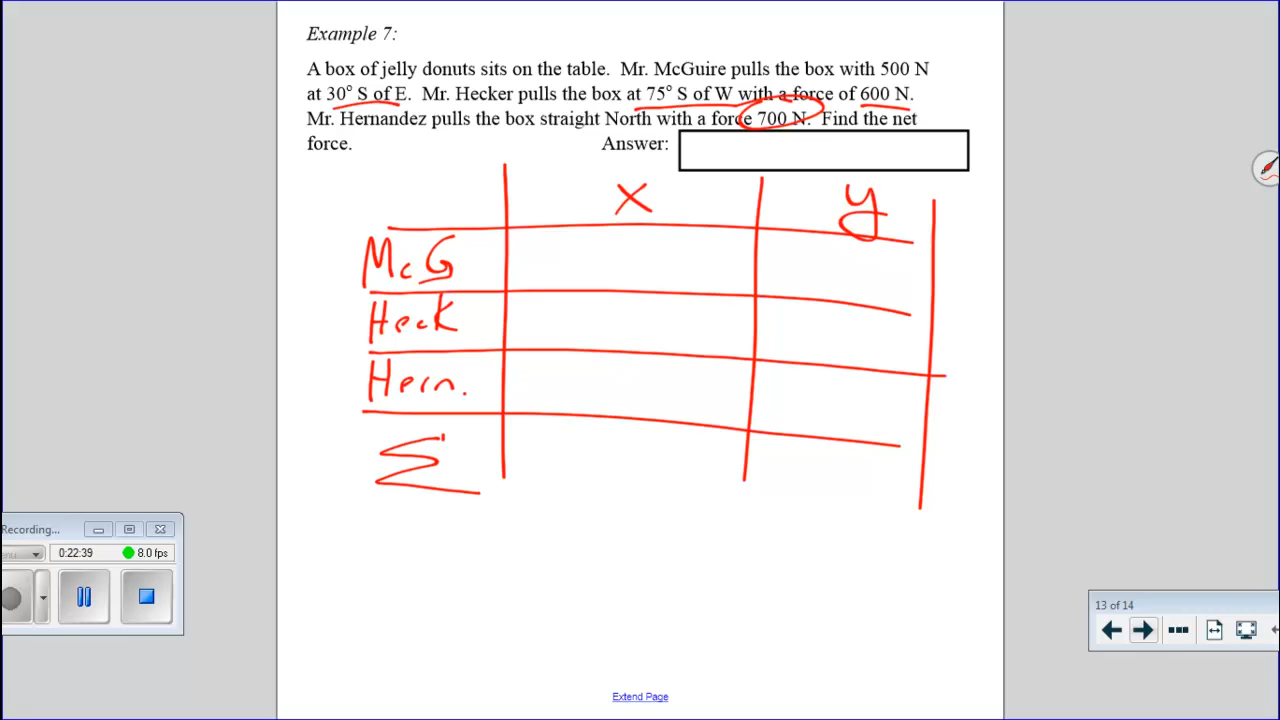 Example 7:
A box of jelly donuts sits on the table. Mr. McGuire pulls the box with 500 N
at 30° S of E. Mr. Hecker pulls the box at 75° S of W with a force of 600 N.
Mr. Hernandez pulls the box straight North with a force 700 N. Find the net
force. Answer:
x y
McG
Heck
Hern.
Σ
Recording...
0:22:39 8.0 fps
13 of 14
Extend Page